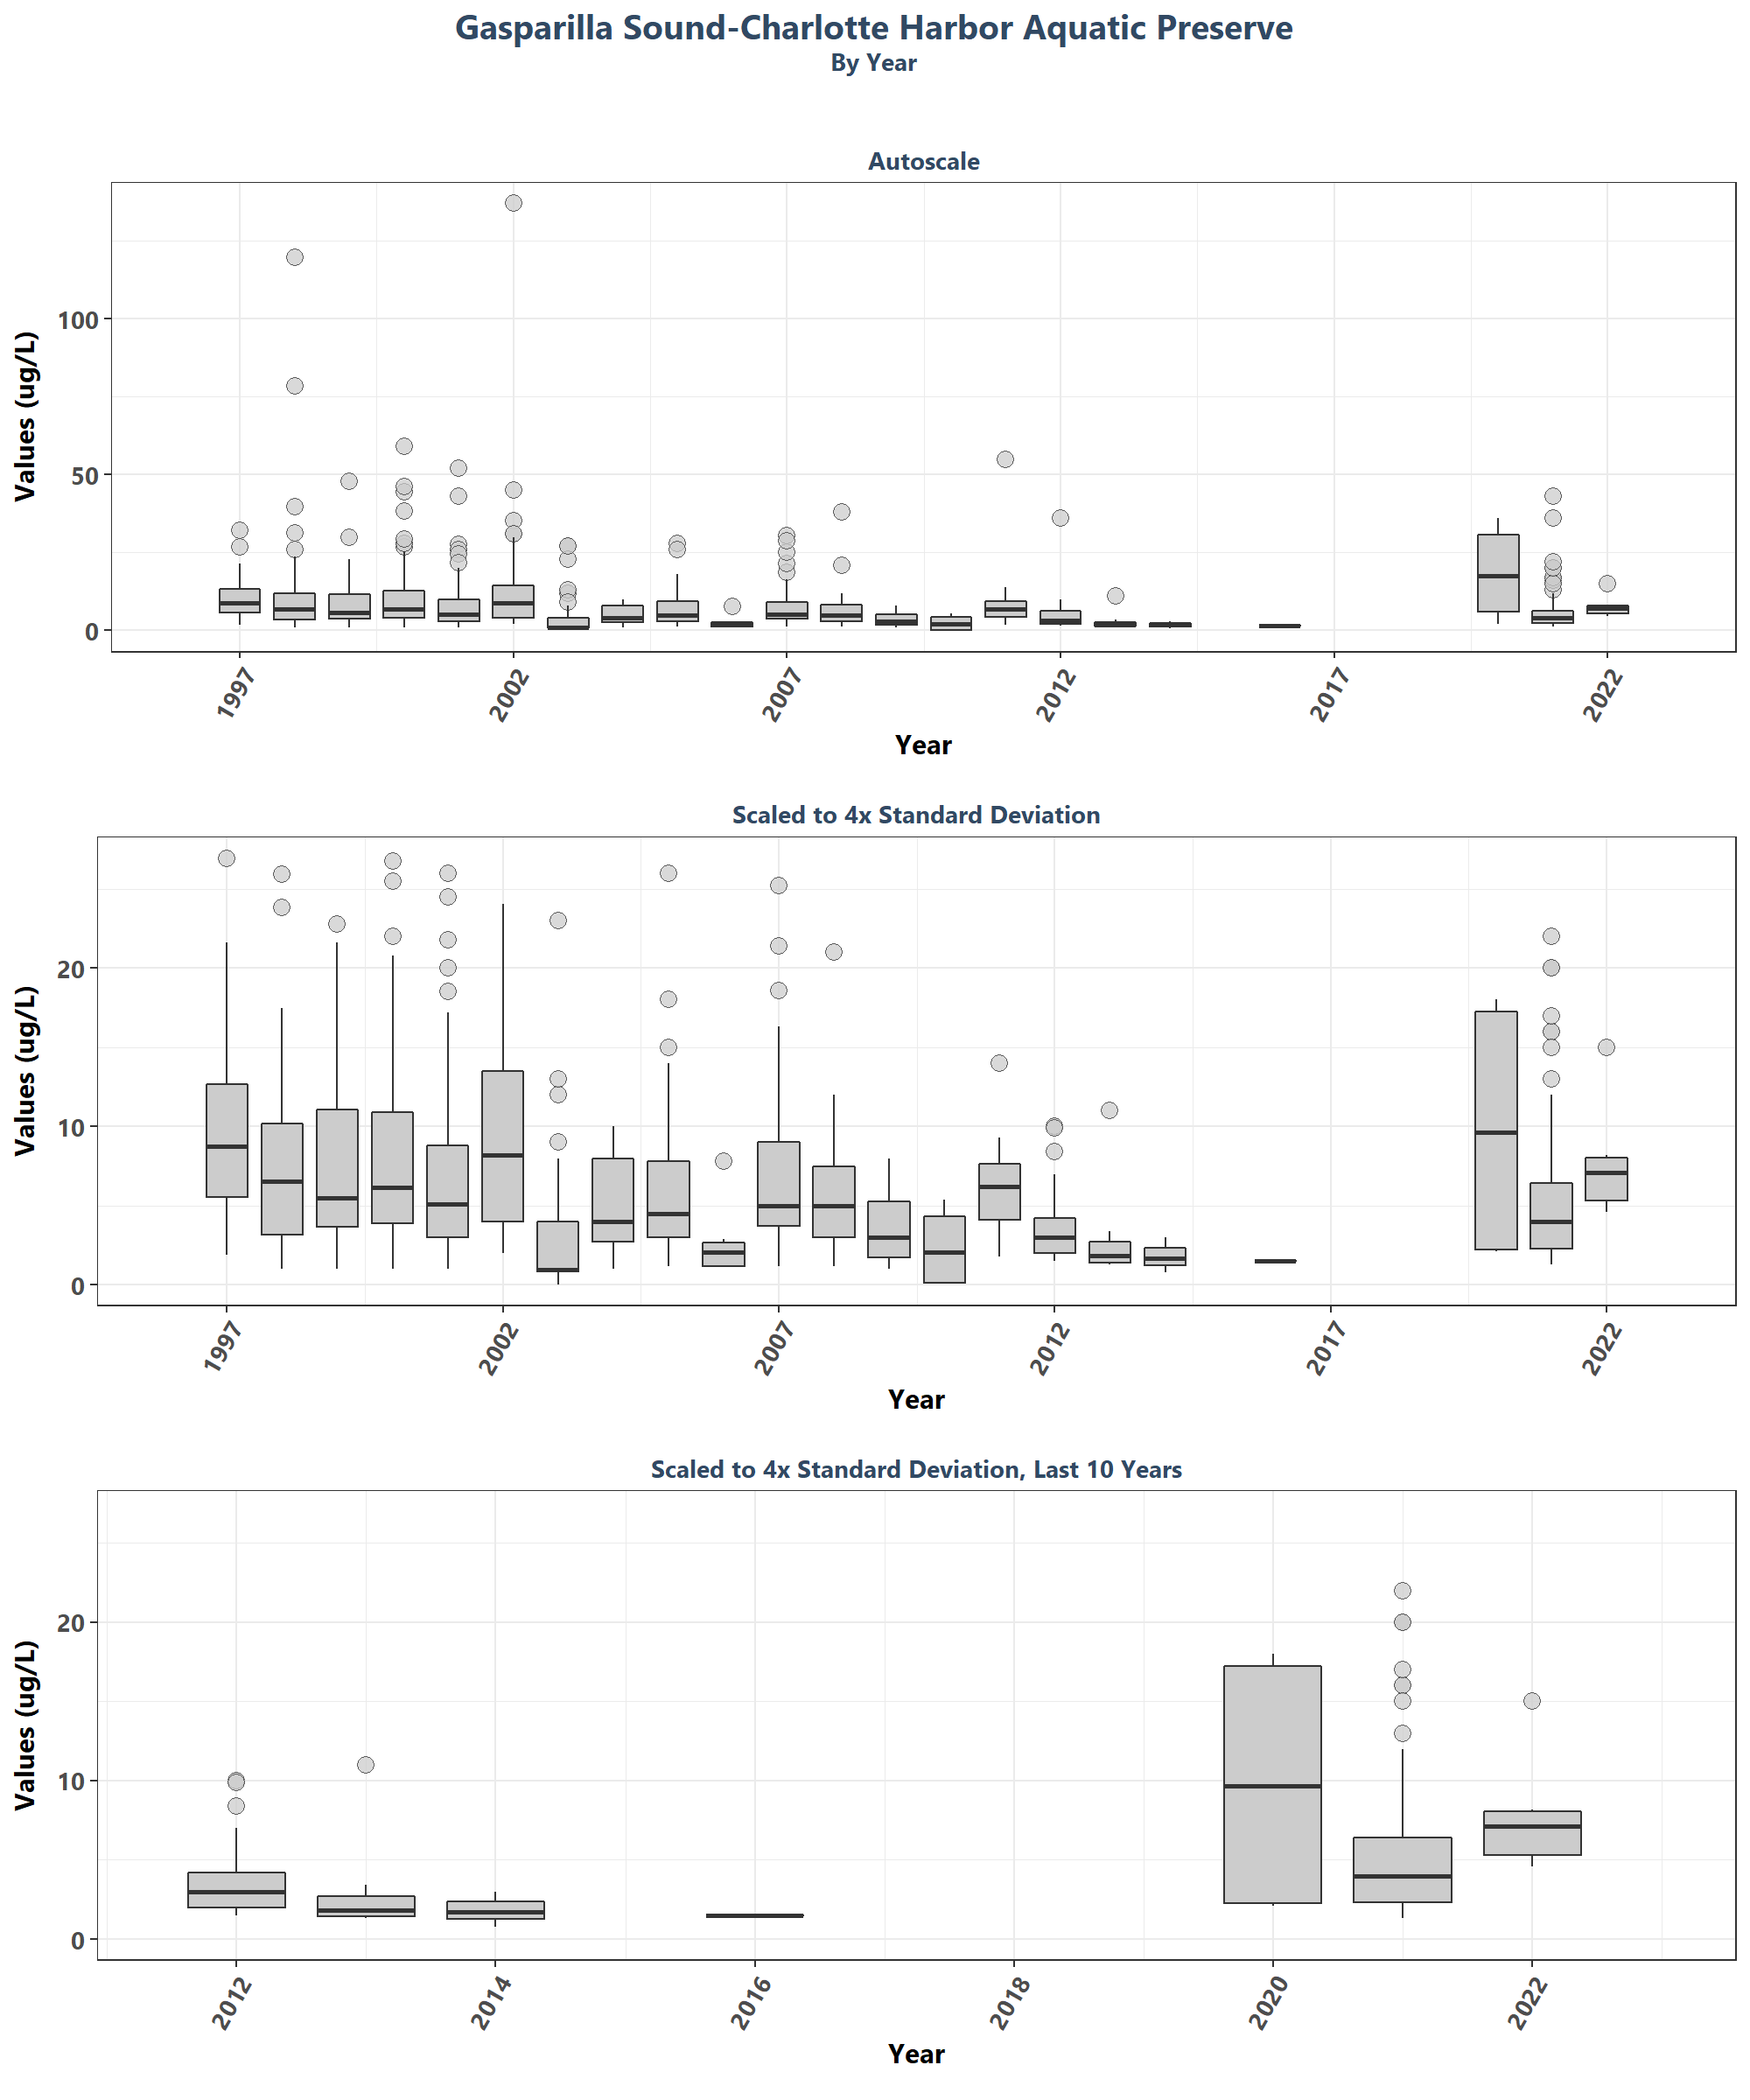 Gasparilla Sound-Charlotte Harbor Aquatic Preserve
By Year
Autoscale
Values (ug/L)
100
50
0
1997 2002 2007 2012 2017 2022
Year
Scaled to 4x Standard Deviation
Values (ug/L)
20
10
0
1997 2002 2007 2012 2017 2022
Year
Scaled to 4x Standard Deviation, Last 10 Years
Values (ug/L)
20
10
0
2012 2014 2016 2018 2020 2022
Year